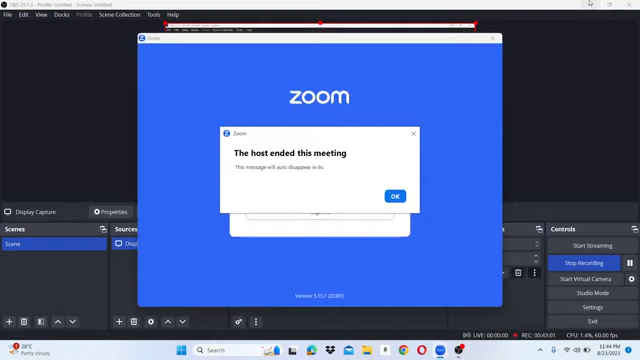 OBS 29.1.3 - Profile: Untitled - Scenes: Untitled
File Edit View Docks Profile Scene Collection Tools Help
Zoom
zoom
Zoom
The host ended this meeting
This message will auto disappear in 6s
OK
Version: 5.15.7 (20303)
Display Capture
Properties
Scenes
Scene
Sources
Displ
Controls
Start Streaming
Stop Recording
Start Virtual Camera
Studio Mode
Settings
Exit
LIVE: 00:00:00
REC: 00:43:01
CPU: 1.4%, 60.00 fps
28°C
Partly cloudy
Search
11:44 PM
8/23/2023